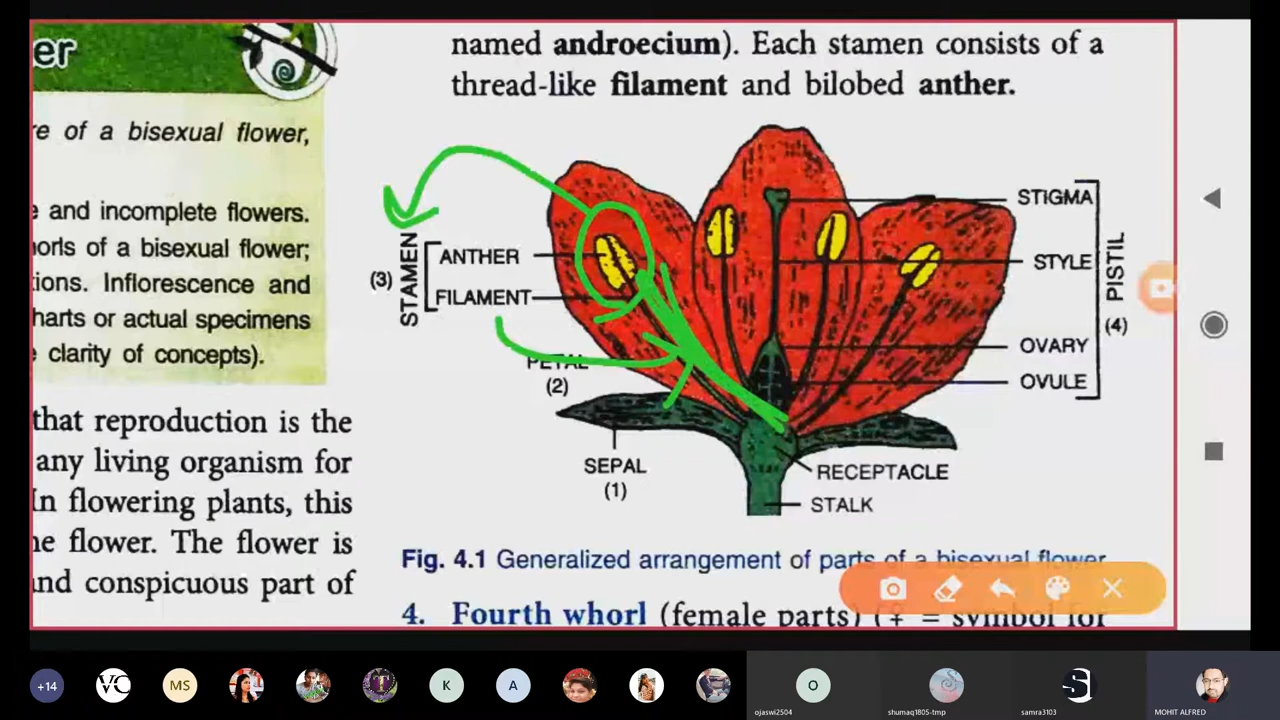 er
named androecium). Each stamen consists of a
thread-like filament and bilobed anther.
re of a bisexual flower,
e and incomplete flowers.
horls of a bisexual flower;
tions. Inflorescence and
harts or actual specimens
e clarity of concepts).
that reproduction is the
any living organism for
In flowering plants, this
he flower. The flower is
and conspicuous part of
(3)
STAMEN
ANTHER
FILAMENT
PETAL
(2)
SEPAL
(1)
STIGMA
STYLE
OVARY
OVULE
PISTIL
(4)
RECEPTACLE
STALK
Fig. 4.1 Generalized arrangement of parts of a bisexual flower
4. Fourth whorl (female parts) (♀ = symbol for
+14
VC
MS
K
A
O
ojaswi2504
shumaq1805-tmp
S
samra3103
MOHIT ALFRED